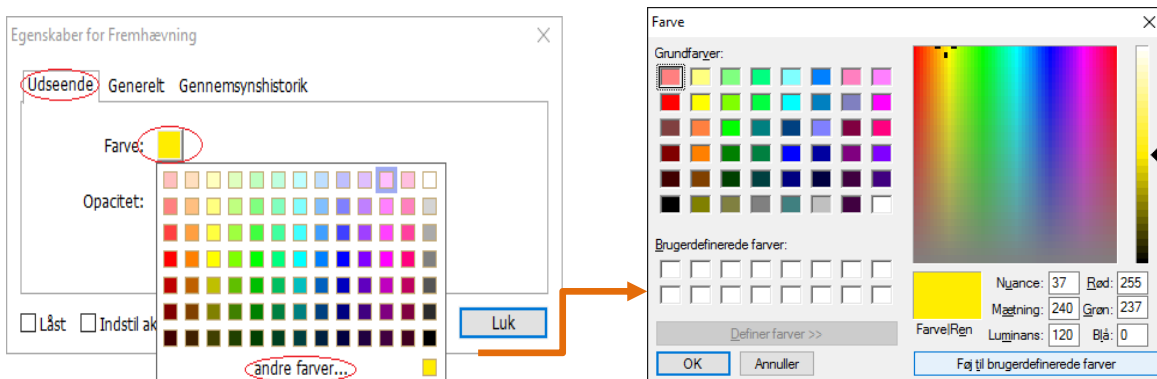 Egenskaber for Fremhævning
Udseende Generelt Gennemsynshistorik
Farve:
Opacitet:
Låst Indstil ak
Luk
andre farver...
Farve
Grundfarver:
Brugerdefinerede farver:
Definer farver >>
OK Annuller
Farve|Ren
Nuance: 37 Rød: 255
Mætning: 240 Grøn: 237
Luminans: 120 Blå: 0
Føj til brugerdefinerede farver